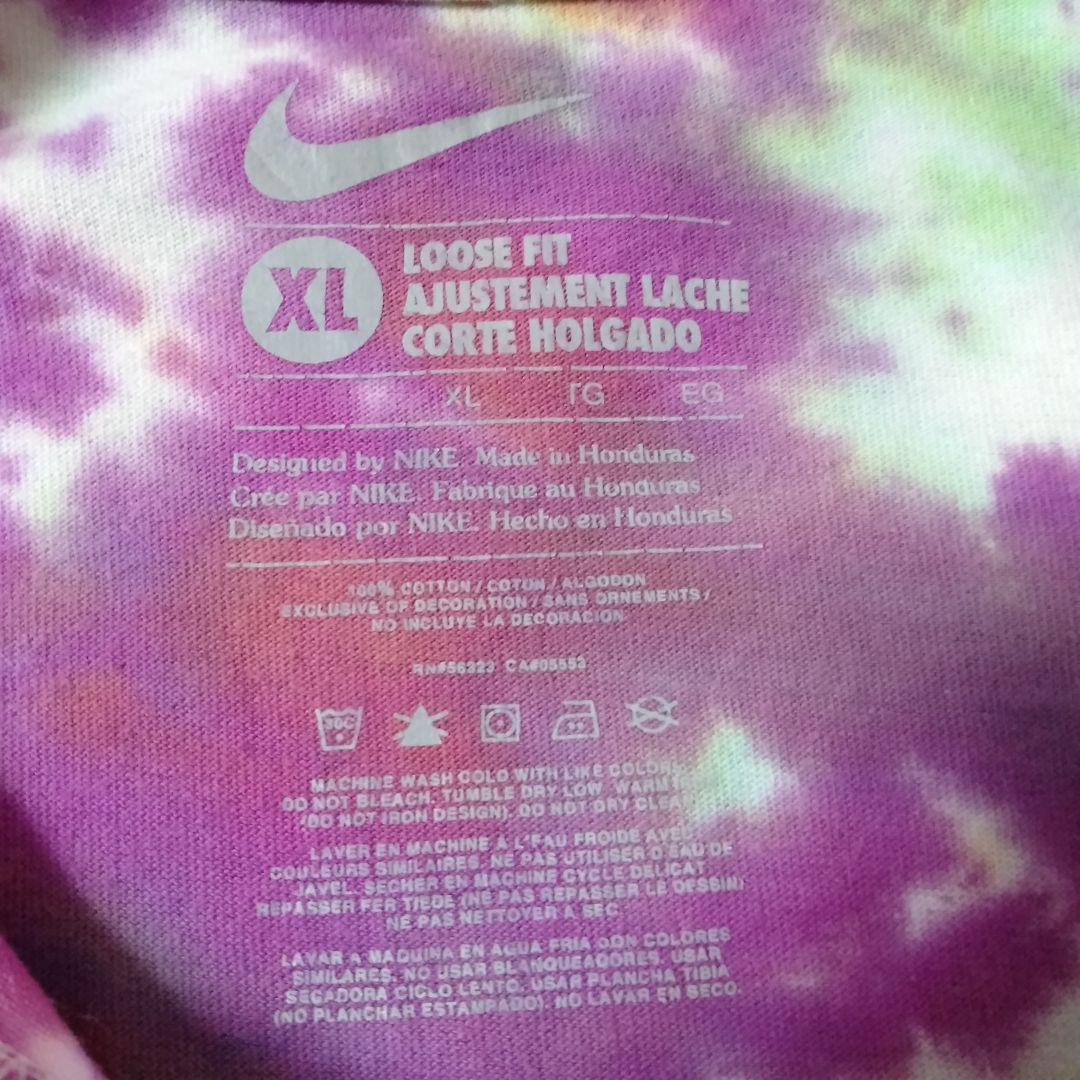 XL
LOOSE FIT
AJUSTEMENT LACHE
CORTE HOLGADO
XL TG EG
Designed by NIKE. Made in Honduras
Crée par NIKE. Fabrique au Honduras
Diseñado por NIKE. Hecho en Honduras
100% COTTON / COTON / ALGODON
EXCLUSIVE OF DECORATION / SANS ORNEMENTS /
NO INCLUYE LA DECORACION
RN#56323 CA#05553
30C
MACHINE WASH COLD WITH LIKE COLORS
DO NOT BLEACH, TUMBLE DRY LOW. WARM
(DO NOT IRON DESIGN). DO NOT DRY CLEAN
LAVER EN MACHINE A L'EAU FROIDE AVEC
COULEURS SIMILAIRES. NE PAS UTILISER D'EAU DE
JAVEL. SECHER EN MACHINE CYCLE DELICAT
REPASSER FER TIEDE (NE PAS REPASSER LE DESSIN)
NE PAS NETTOYER A SEC
LAVAR A MAQUINA EN AGUA FRIA CON COLORES
SIMILARES. NO USAR BLANQUEADORES. USAR
SECADORA CICLO LENTO. USAR PLANCHA TIBIA
(NO PLANCHAR ESTAMPADO). NO LAVAR EN SECO.